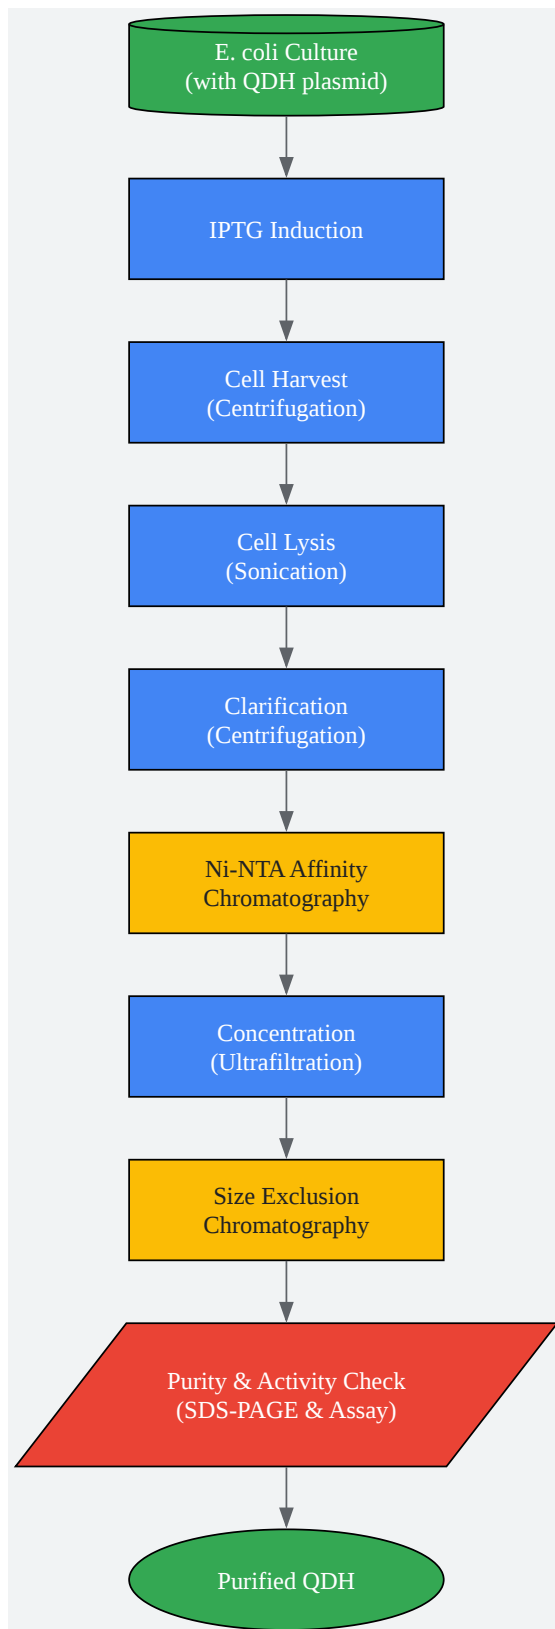 E. coli Culture
(with QDH plasmid)
IPTG Induction
Cell Harvest
(Centrifugation)
Cell Lysis
(Sonication)
Clarification
(Centrifugation)
Ni-NTA Affinity
Chromatography
Concentration
(Ultrafiltration)
Size Exclusion
Chromatography
Purity & Activity Check
(SDS-PAGE & Assay)
Purified QDH